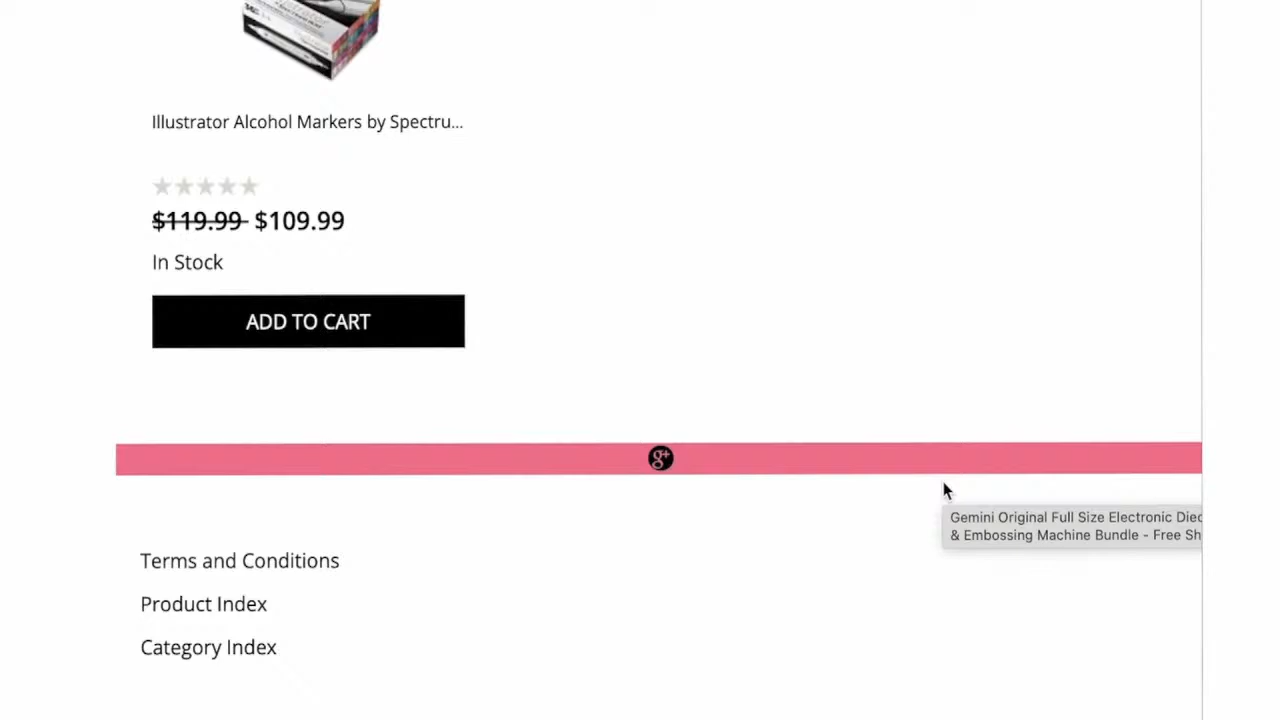 Illustrator Alcohol Markers by Spectru...
$119.99 $109.99
In Stock
ADD TO CART
g+
Gemini Original Full Size Electronic Diec
& Embossing Machine Bundle - Free Sh
Terms and Conditions
Product Index
Category Index